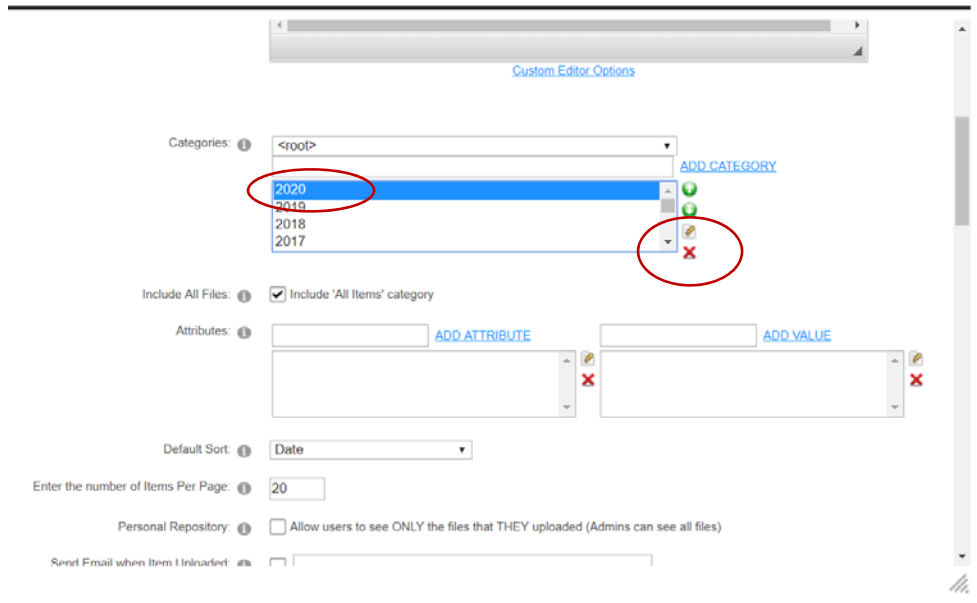 Custom Editor Options
Categories: <root>
ADD CATEGORY
2020
2019
2018
2017
Include All Files: Include 'All Items' category
Attributes: ADD ATTRIBUTE ADD VALUE
Default Sort: Date
Enter the number of Items Per Page: 20
Personal Repository: Allow users to see ONLY the files that THEY uploaded (Admins can see all files)
Send Email when Item Uploaded: